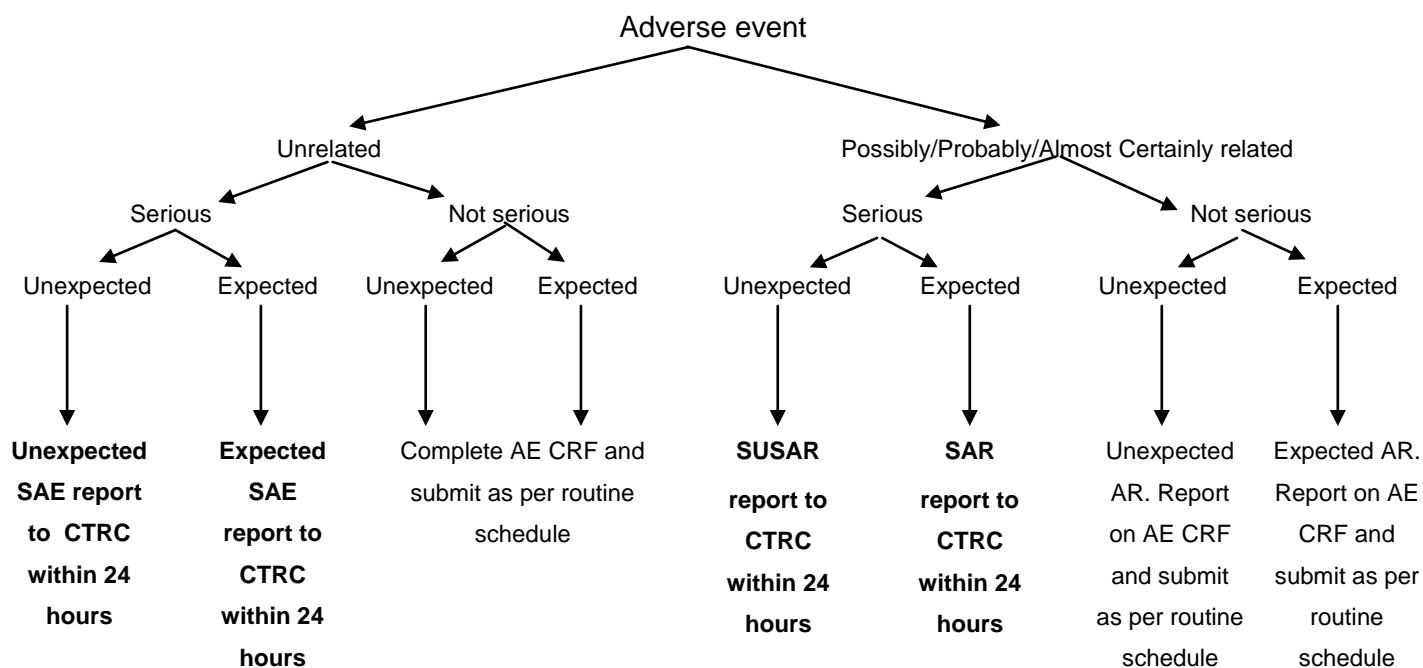 Adverse event
Unrelated
Possibly/Probably/Almost Certainly related
Serious
Not serious
Serious
Not serious
Unexpected
Expected
Unexpected
Expected
Unexpected
Expected
Unexpected
Expected
Unexpected
SAE report
to CTRC
within 24
hours
Expected
SAE
report to
CTRC
within 24
hours
Complete AE CRF and
submit as per routine
schedule
SUSAR
report to
CTRC
within 24
hours
SAR
report to
CTRC
within 24
hours
Unexpected
AR. Report
on AE CRF
and submit
as per routine
schedule
Expected AR.
Report on AE
CRF and
submit as per
routine
schedule